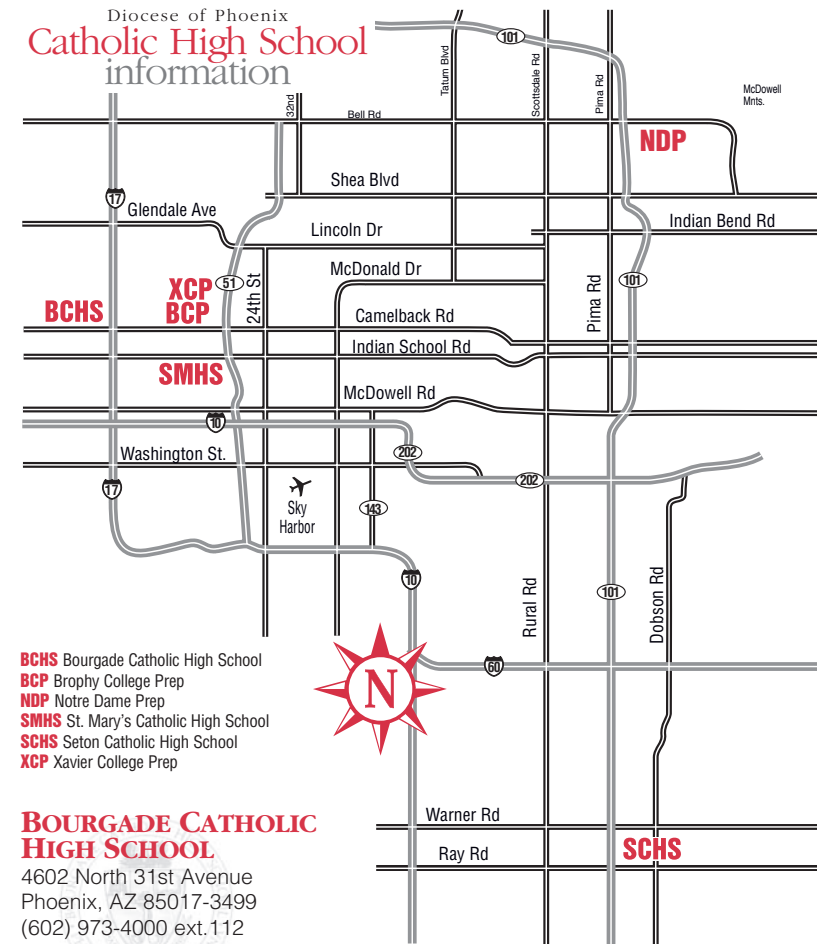 Diocese of Phoenix
Catholic High School
information
101
Tatum Blvd
Scottsdale Rd
Pima Rd
32nd
Bell Rd
McDowell
Mnts.
NDP
17
Shea Blvd
Glendale Ave
Lincoln Dr
Indian Bend Rd
McDonald Dr
XCP
51
BCP
24th St
Pima Rd
101
BCHS
Camelback Rd
Indian School Rd
SMHS
McDowell Rd
10
Washington St.
202
202
17
Sky
Harbor
143
10
101
Rural Rd
Dobson Rd
60
N
BCHS Bourgade Catholic High School
BCP Brophy College Prep
NDP Notre Dame Prep
SMHS St. Mary's Catholic High School
SCHS Seton Catholic High School
XCP Xavier College Prep
Warner Rd
Ray Rd
SCHS
BOURGADE CATHOLIC
HIGH SCHOOL
4602 North 31st Avenue
Phoenix, AZ 85017-3499
(602) 973-4000 ext.112